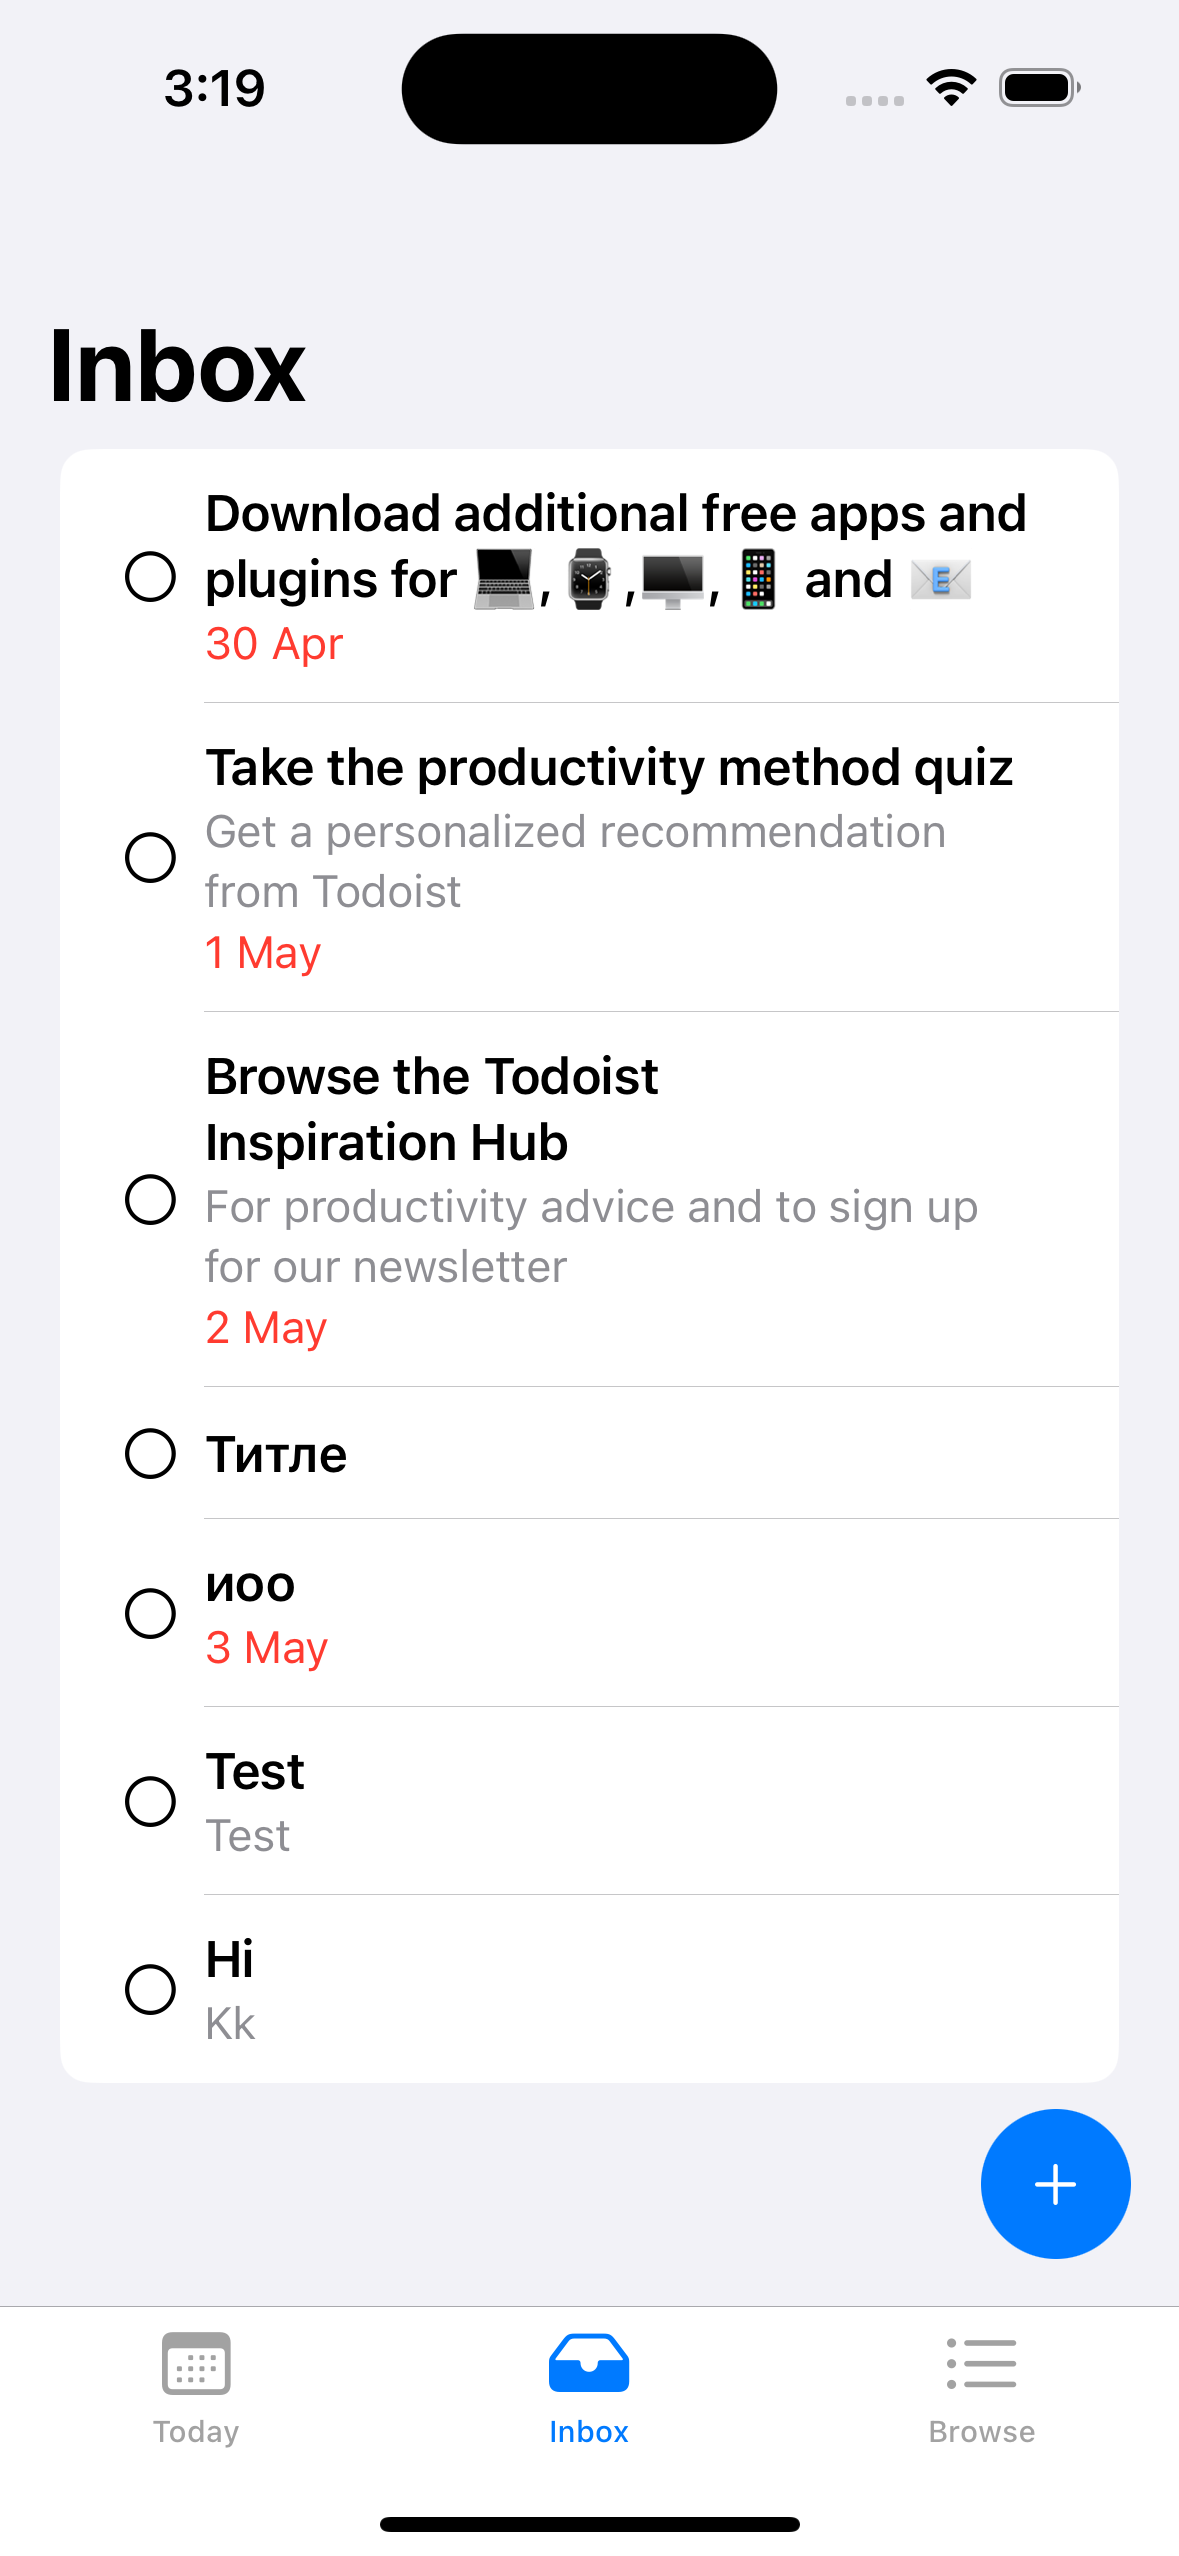 3:19
Inbox
Download additional free apps and
plugins for 💻,⌚️,🖥,📱 and 📧
30 Apr
Take the productivity method quiz
Get a personalized recommendation
from Todoist
1 May
Browse the Todoist
Inspiration Hub
For productivity advice and to sign up
for our newsletter
2 May
Титле
иоо
3 May
Test
Test
Hi
Kk
Today
Inbox
Browse